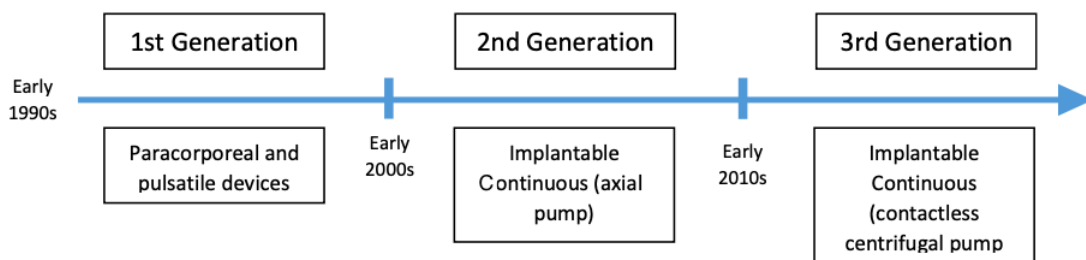 1st Generation
2nd Generation
3rd Generation
Early
1990s
Early
2000s
Early
2010s
Paracorporeal and
pulsatile devices
Implantable
Continuous (axial
pump)
Implantable
Continuous
(contactless
centrifugal pump